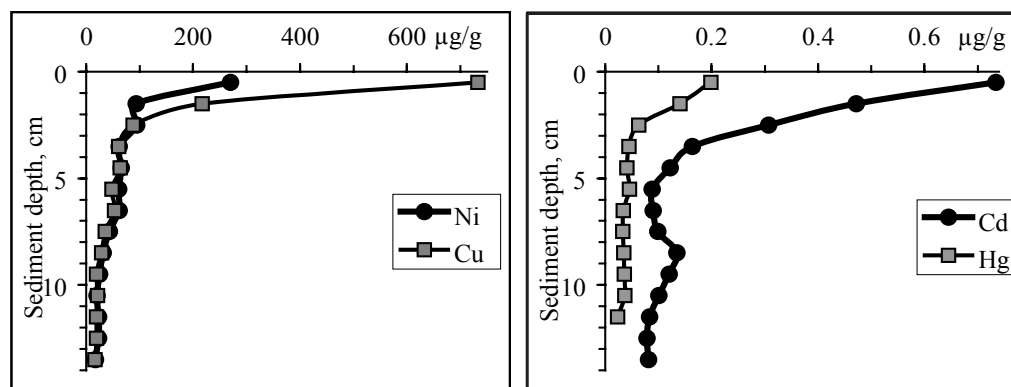 0 200 400 600 µg/g
0
5
10
Sediment depth, cm
Ni
Cu
0 0.2 0.4 0.6 µg/g
0
5
10
Sediment depth, cm
Cd
Hg